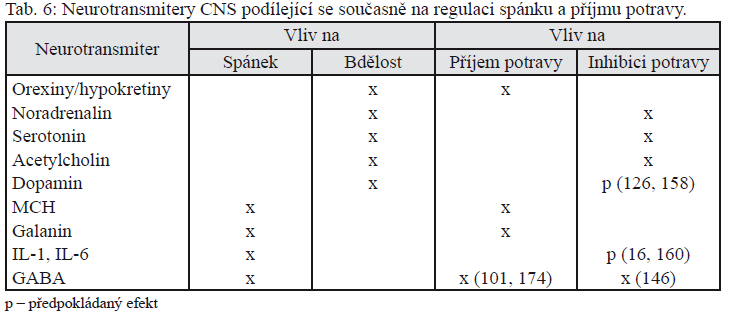 Tab. 6: Neurotransmitery CNS podílející se současně na regulaci spánku a příjmu potravy.
Neurotransmiter Vliv na Vliv na
Spánek Bdělost Příjem potravy Inhibici potravy
Orexiny/hypokretiny x x
Noradrenalin x x
Serotonin x x
Acetylcholin x x
Dopamin x p (126, 158)
MCH x x
Galanin x x
IL-1, IL-6 x p (16, 160)
GABA x x (101, 174) x (146)
p – předpokládaný efekt